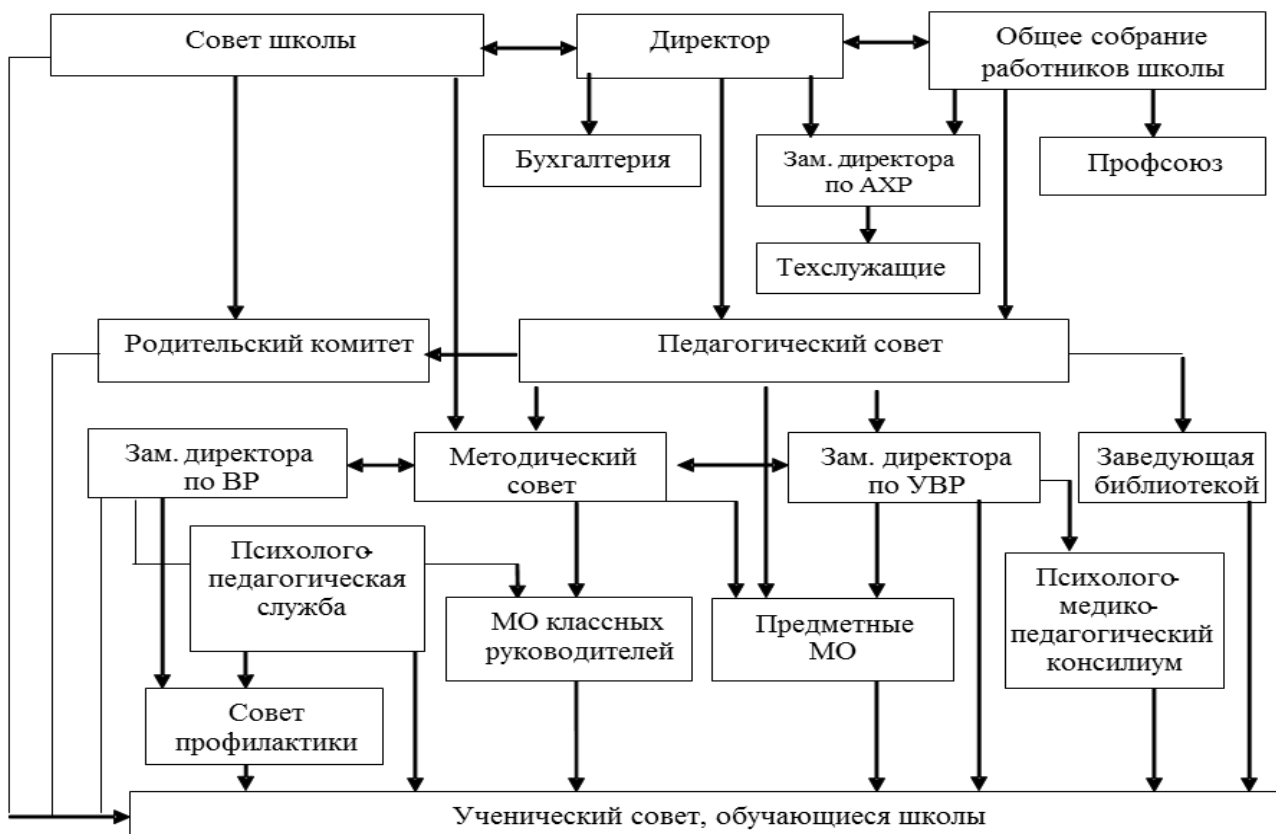 Совет школы
Директор
Общее собрание
работников школы
Бухгалтерия
Зам. директора
по АХР
Профсоюз
Техслужащие
Родительский комитет
Педагогический совет
Зам. директора
по ВР
Методический
совет
Зам. директора
по УВР
Заведующая
библиотекой
Психолого-
педагогическая
служба
МО классных
руководителей
Предметные
МО
Психолого-
медико-
педагогический
консилиум
Совет
профилактики
Ученический совет, обучающиеся школы